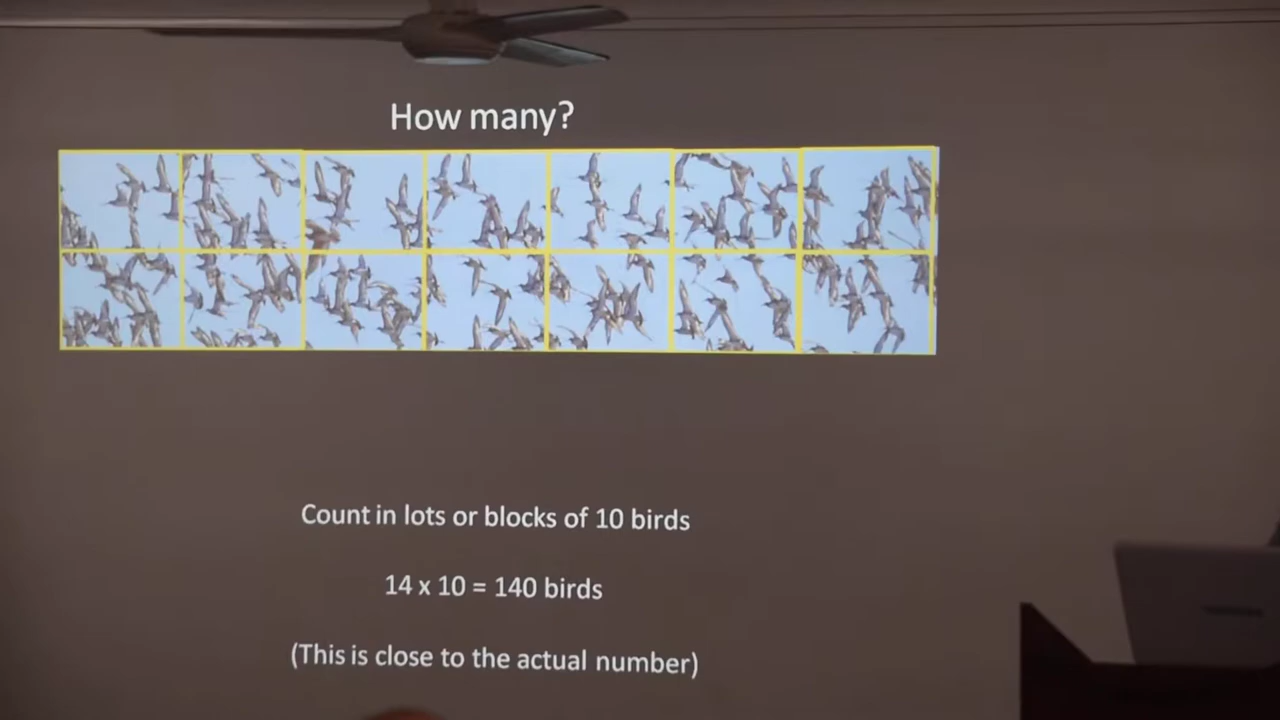 How many?
Count in lots or blocks of 10 birds
14 x 10 = 140 birds
(This is close to the actual number)